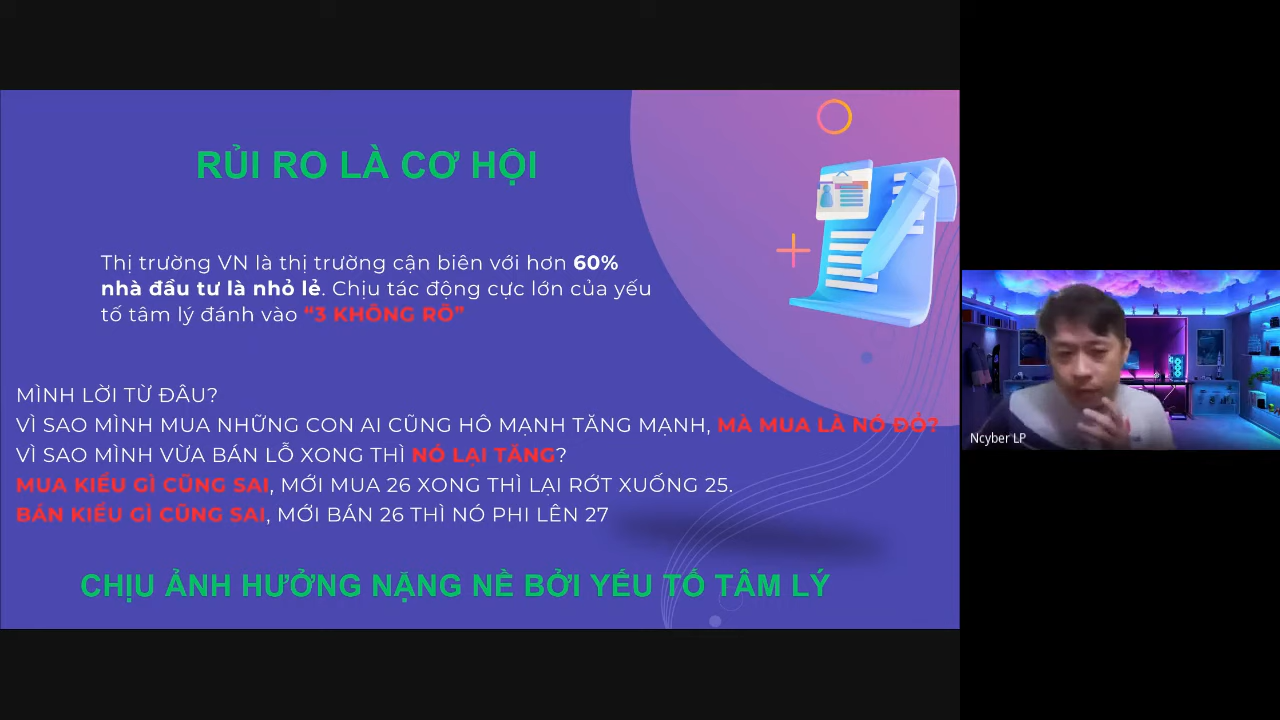 RỦI RO LÀ CƠ HỘI
Thị trường VN là thị trường cận biên với hơn 60%
nhà đầu tư là nhỏ lẻ. Chịu tác động cực lớn của yếu
tố tâm lý đánh vào “3 KHÔNG RÕ”
MÌNH LỜI TỪ ĐÂU?
VÌ SAO MÌNH MUA NHỮNG CON AI CŨNG HÔ MẠNH TĂNG MẠNH, MÀ MUA LÀ NÓ ĐỎ?
VÌ SAO MÌNH VỪA BÁN LỖ XONG THÌ NÓ LẠI TĂNG?
MUA KIỂU GÌ CŨNG SAI, MỚI MUA 26 XONG THÌ LẠI RỚT XUỐNG 25.
BÁN KIỂU GÌ CŨNG SAI, MỚI BÁN 26 THÌ NÓ PHI LÊN 27
CHỊU ẢNH HƯỞNG NẶNG NỀ BỞI YẾU TỐ TÂM LÝ
Ncyber LP